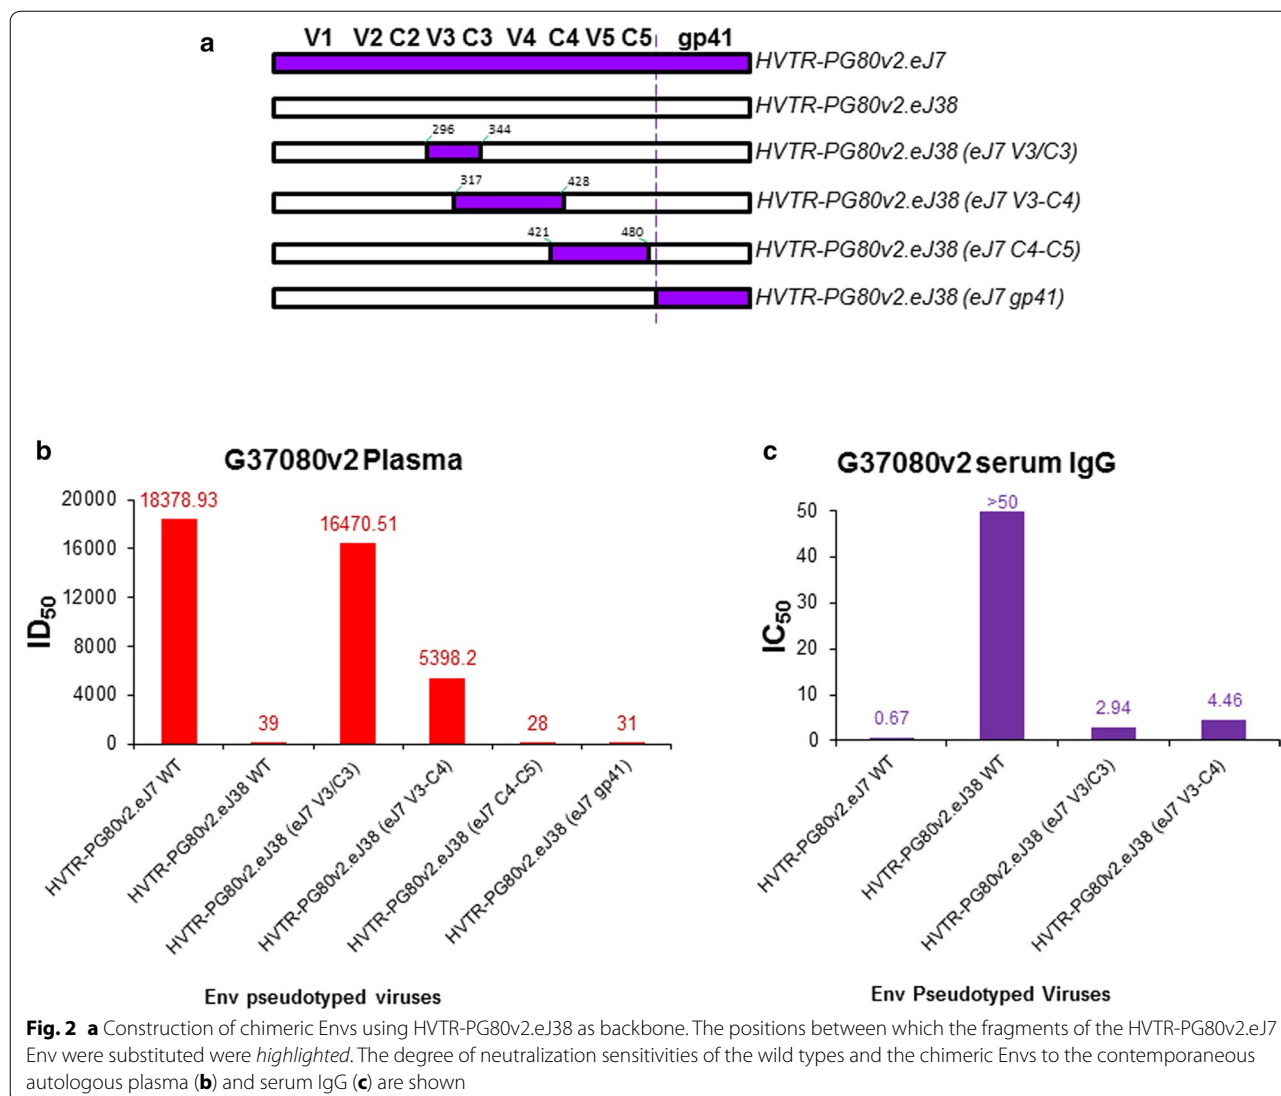 a
V1 V2 C2 V3 C3 V4 C4 V5 C5 gp41
HVTR-PG80v2.eJ7
HVTR-PG80v2.eJ38
296 344
HVTR-PG80v2.eJ38 (eJ7 V3/C3)
317 428
HVTR-PG80v2.eJ38 (eJ7 V3-C4)
421 480
HVTR-PG80v2.eJ38 (eJ7 C4-C5)
HVTR-PG80v2.eJ38 (eJ7 gp41)
b
G37080v2 Plasma
ID50
20000
16000
12000
8000
4000
0
18378.93
39
16470.51
5398.2
28
31
HVTR-PG80v2.eJ7 WT
HVTR-PG80v2.eJ38 WT
HVTR-PG80v2.eJ38 (eJ7 V3/C3)
HVTR-PG80v2.eJ38 (eJ7 V3-C4)
HVTR-PG80v2.eJ38 (eJ7 C4-C5)
HVTR-PG80v2.eJ38 (eJ7 gp41)
Env pseudotyped viruses
c
G37080v2 serum IgG
IC50
50
40
30
20
10
0
0.67
>50
2.94
4.46
HVTR-PG80v2.eJ7 WT
HVTR-PG80v2.eJ38 WT
HVTR-PG80v2.eJ38 (eJ7 V3/C3)
HVTR-PG80v2.eJ38 (eJ7 V3-C4)
Env Pseudotyped Viruses
Fig. 2 a Construction of chimeric Envs using HVTR-PG80v2.eJ38 as backbone. The positions between which the fragments of the HVTR-PG80v2.eJ7
Env were substituted were highlighted. The degree of neutralization sensitivities of the wild types and the chimeric Envs to the contemporaneous
autologous plasma (b) and serum IgG (c) are shown